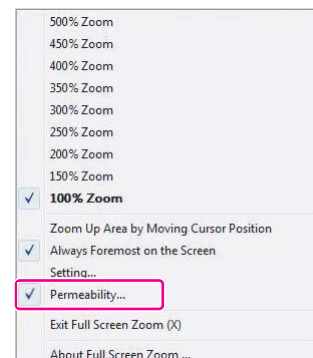 500% Zoom
450% Zoom
400% Zoom
350% Zoom
300% Zoom
250% Zoom
200% Zoom
150% Zoom
100% Zoom
Zoom Up Area by Moving Cursor Position
Always Foremost on the Screen
Setting...
Permeability...
Exit Full Screen Zoom (X)
About Full Screen Zoom ...